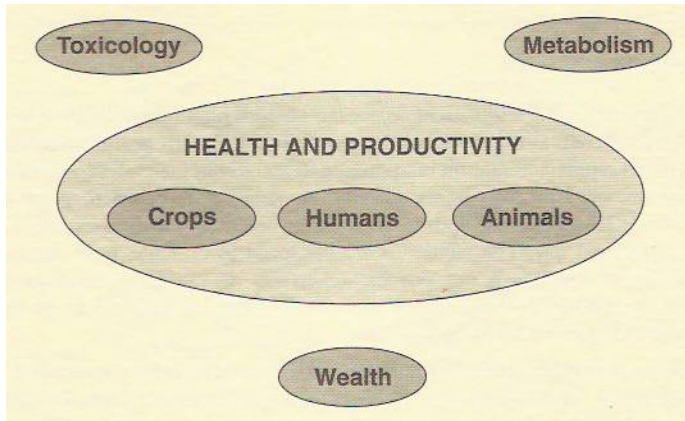 Toxicology
Metabolism
HEALTH AND PRODUCTIVITY
Crops
Humans
Animals
Wealth